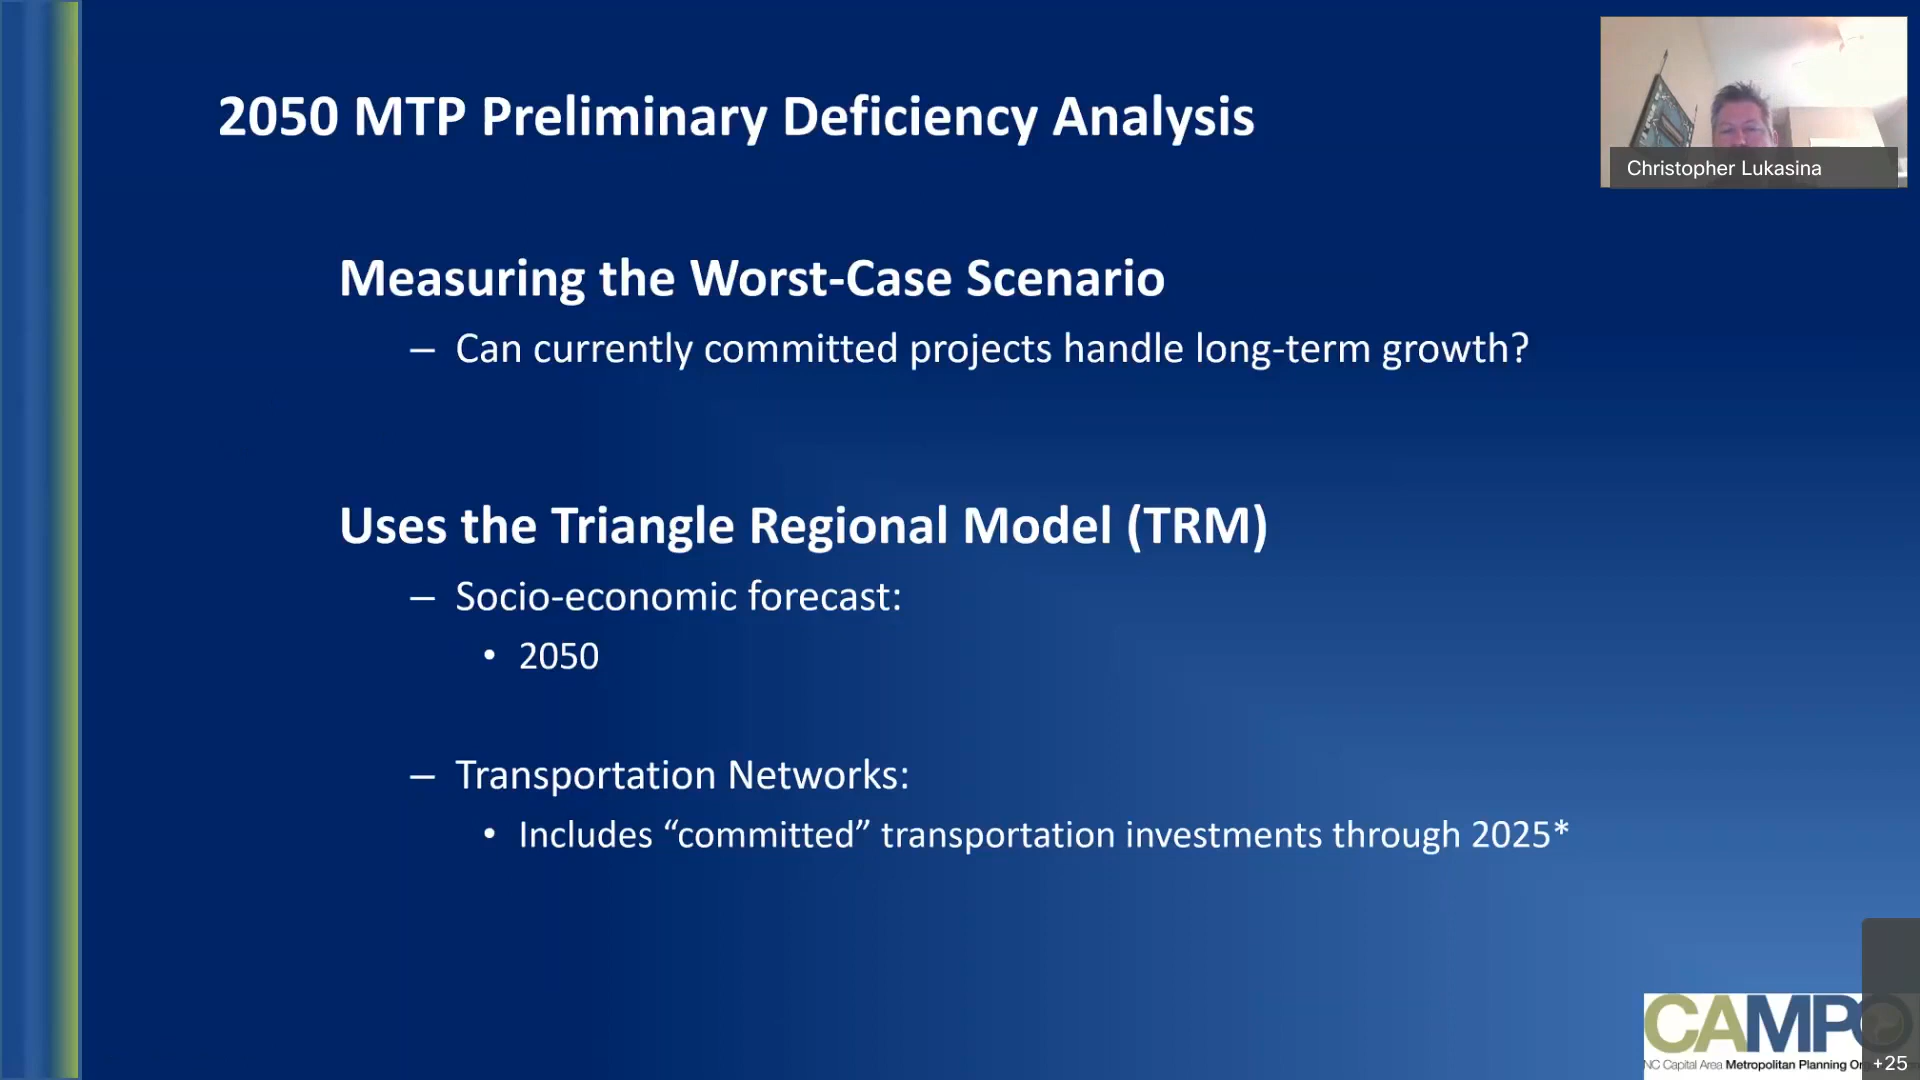 2050 MTP Preliminary Deficiency Analysis
Christopher Lukasina
Measuring the Worst-Case Scenario
– Can currently committed projects handle long-term growth?
Uses the Triangle Regional Model (TRM)
– Socio-economic forecast:
• 2050
– Transportation Networks:
• Includes “committed” transportation investments through 2025*
CAMPO
NC Capital Area Metropolitan Planning
+25